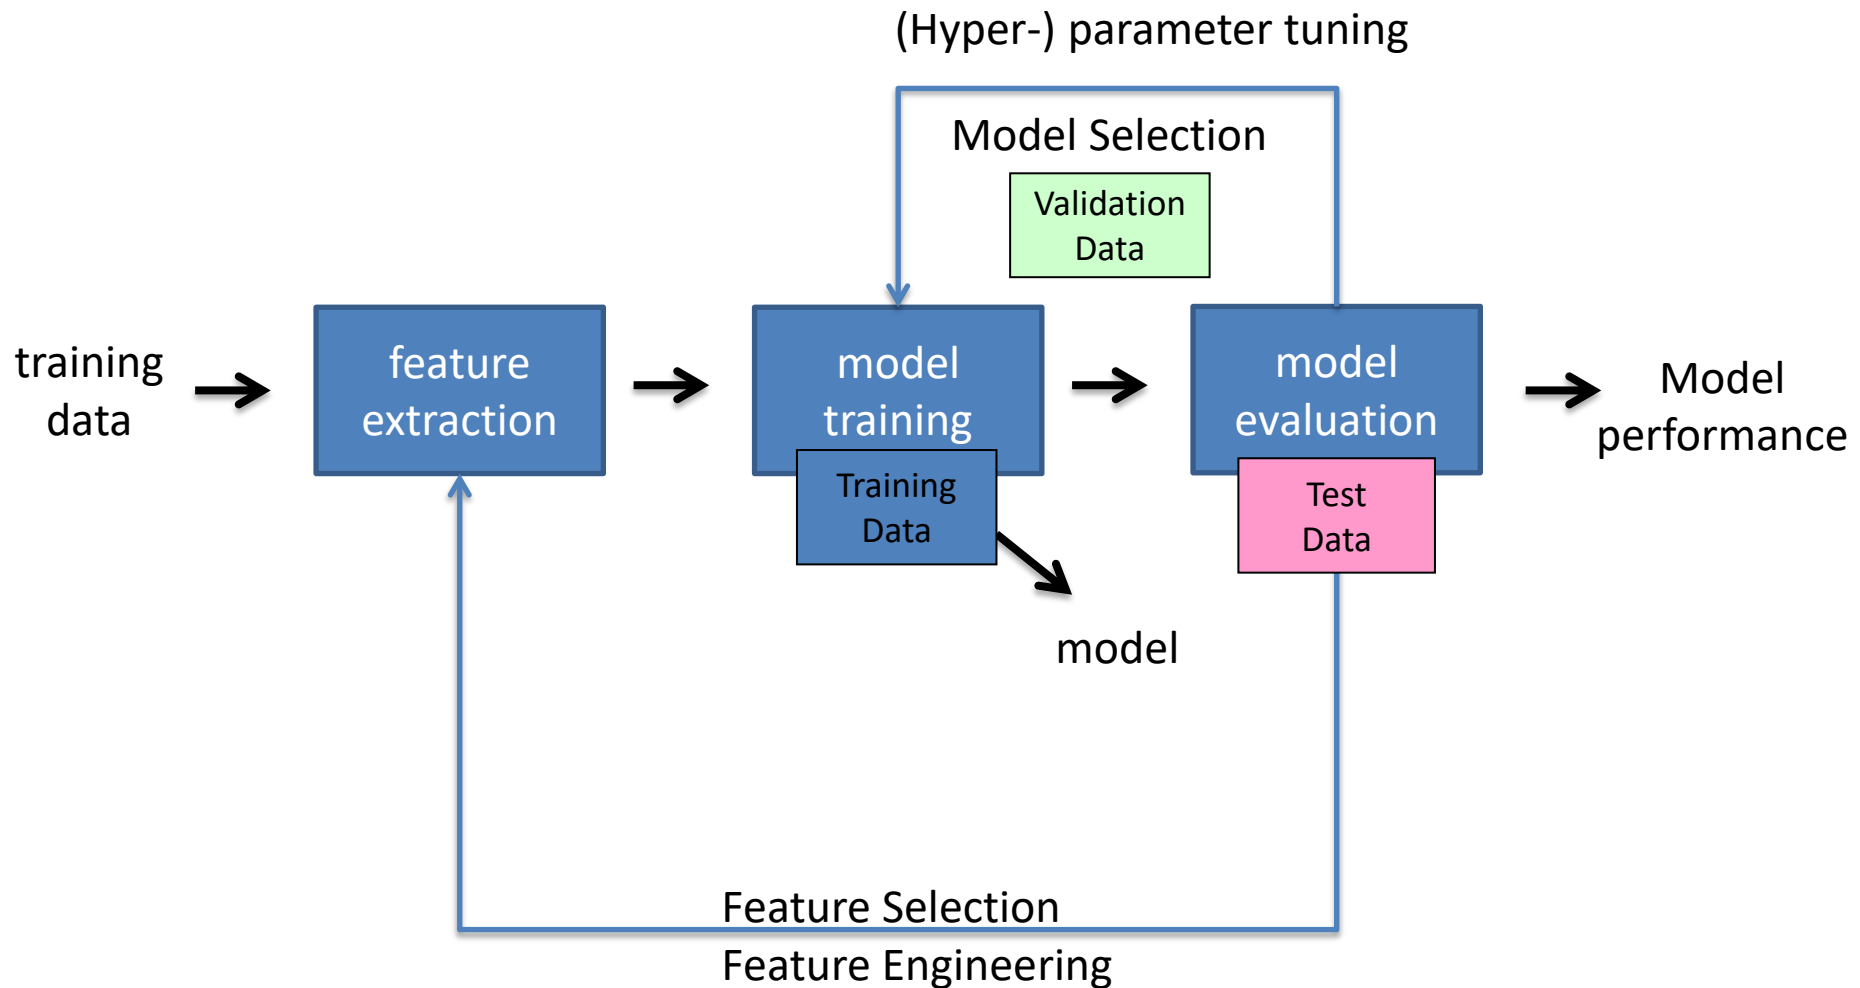 (Hyper-) parameter tuning
Model Selection
Validation
Data
training
data
feature
extraction
model
training
Training
Data
model
model
evaluation
Test
Data
Model
performance
Feature Selection
Feature Engineering